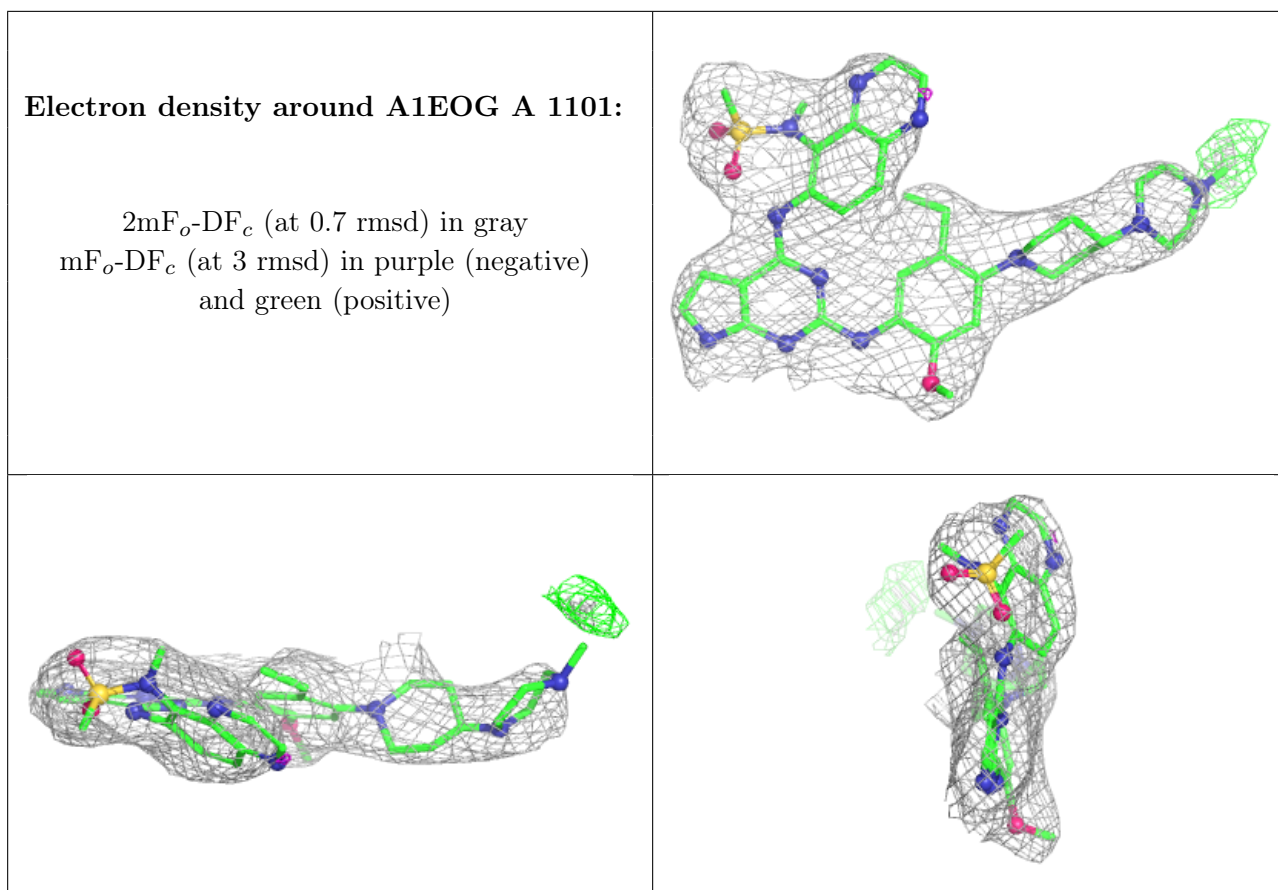 Electron density around A1EOG A 1101:
2mFo-DFc (at 0.7 rmsd) in gray
mFo-DFc (at 3 rmsd) in purple (negative)
and green (positive)